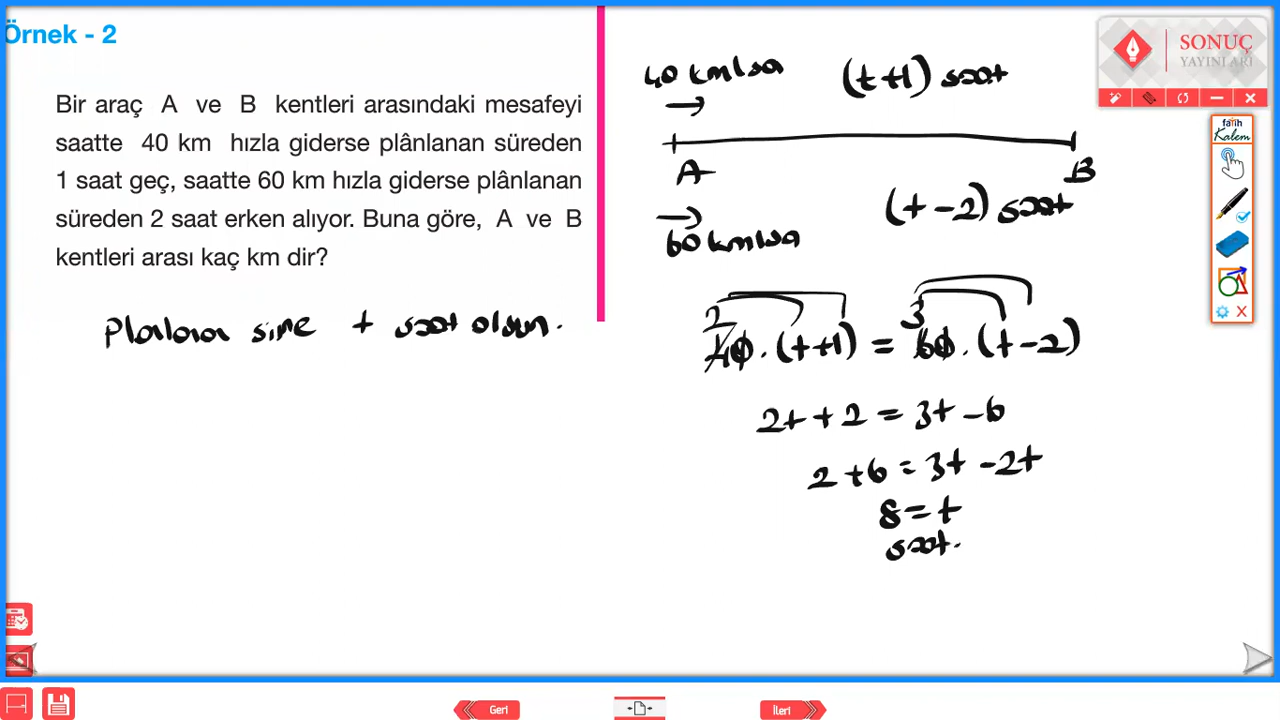 Örnek - 2
Bir araç A ve B kentleri arasındaki mesafeyi
saatte 40 km hızla giderse plânlanan süreden
1 saat geç, saatte 60 km hızla giderse plânlanan
süreden 2 saat erken alıyor. Buna göre, A ve B
kentleri arası kaç km dir?
süre t saat olsun.
40 km/sa (t+1) saat
A B
(t-2) saat
60 km/sa
2 3
40.(t+1) = 60.(t-2)
2t+2 = 3t-6
2+6 = 3t-2t
8 = t
saat.
SONUÇ
YAYINLARI
fatih
Kalem
Geri
İleri